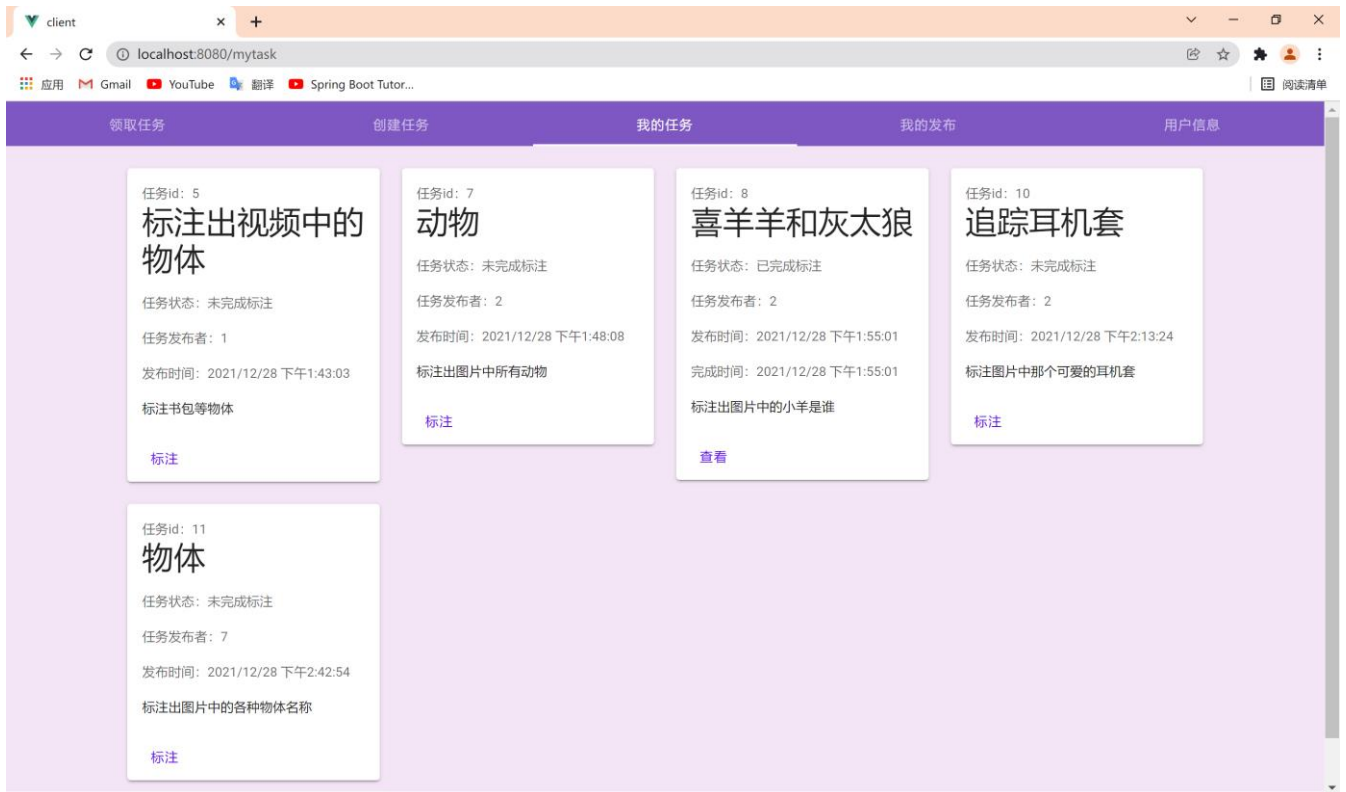 client
localhost:8080/mytask
应用 Gmail YouTube 翻译 Spring Boot Tutor... 阅读清单
领取任务 创建任务 我的任务 我的发布 用户信息
任务id：5
标注出视频中的
物体
任务状态：未完成标注
任务发布者：1
发布时间：2021/12/28 下午1:43:03
标注书包等物体
标注
任务id：7
动物
任务状态：未完成标注
任务发布者：2
发布时间：2021/12/28 下午1:48:08
标注出图片中所有动物
标注
任务id：8
喜羊羊和灰太狼
任务状态：已完成标注
任务发布者：2
发布时间：2021/12/28 下午1:55:01
完成时间：2021/12/28 下午1:55:01
标注出图片中的小羊是谁
查看
任务id：10
追踪耳机套
任务状态：未完成标注
任务发布者：2
发布时间：2021/12/28 下午2:13:24
标注图片中那个可爱的耳机套
标注
任务id：11
物体
任务状态：未完成标注
任务发布者：7
发布时间：2021/12/28 下午2:42:54
标注出图片中的各种物体名称
标注